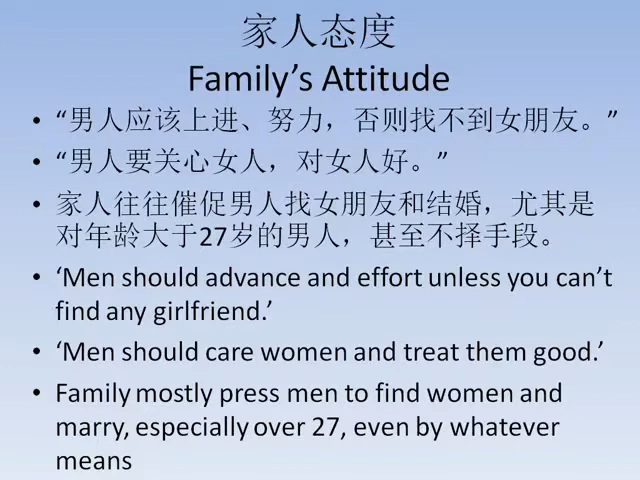 家人态度
Family’s Attitude
• “男人应该上进、努力，否则找不到女朋友。”
• “男人要关心女人，对女人好。”
• 家人往往催促男人找女朋友和结婚，尤其是
对年龄大于27岁的男人，甚至不择手段。
• ‘Men should advance and effort unless you can’t
find any girlfriend.’
• ‘Men should care women and treat them good.’
• Family mostly press men to find women and
marry, especially over 27, even by whatever
means